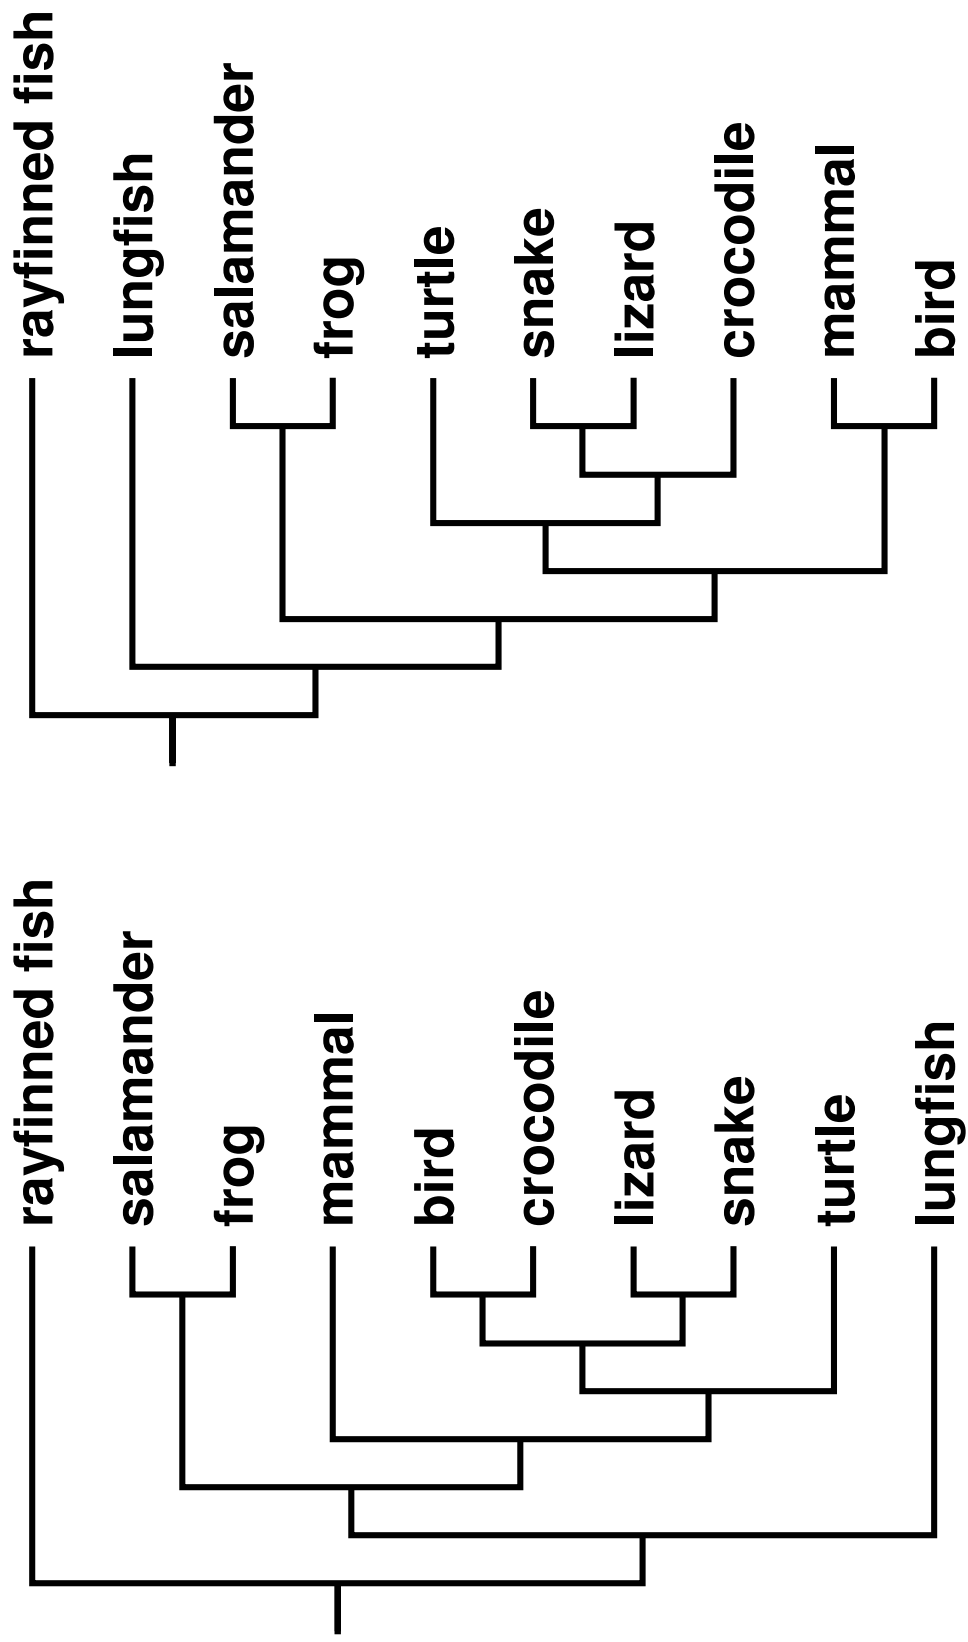 rayfinned fish
lungfish
salamander
frog
turtle
snake
lizard
crocodile
mammal
bird
rayfinned fish
salamander
frog
mammal
bird
crocodile
lizard
snake
turtle
lungfish